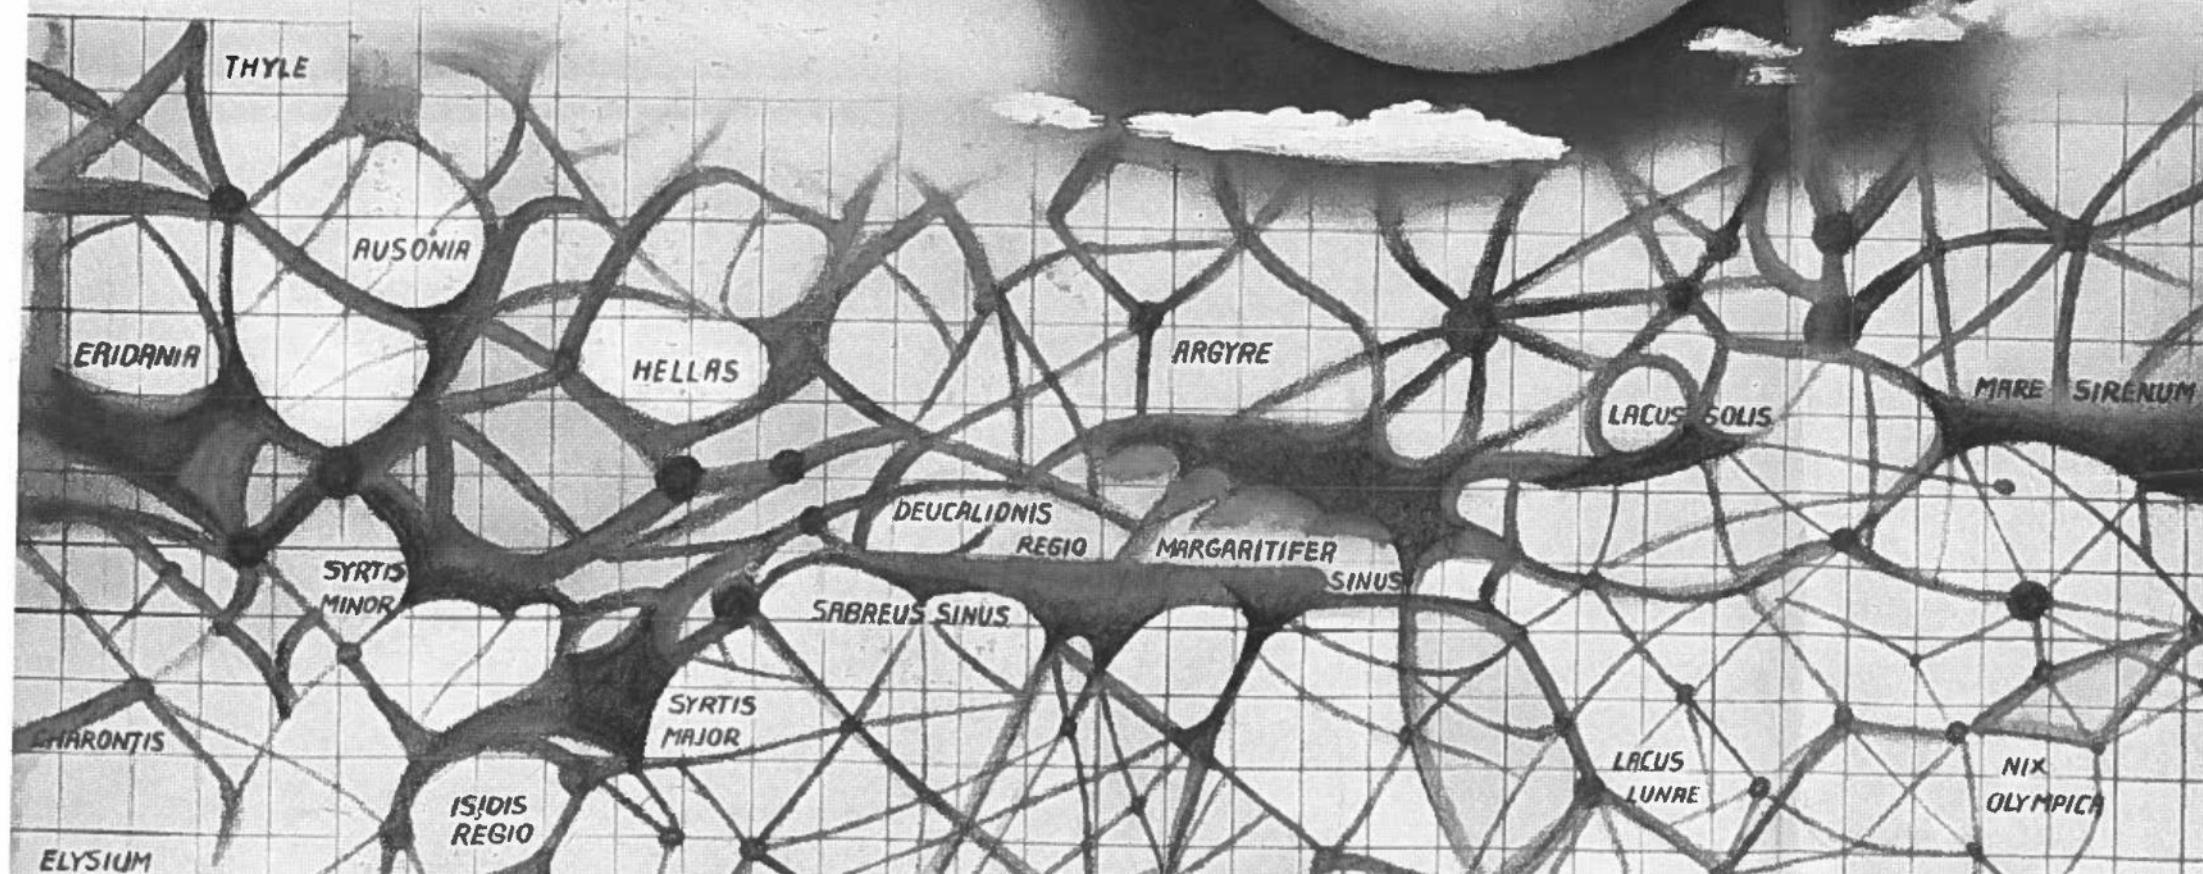 THYLE
AUSONIA
ERIDANIA
HELLAS
ARGYRE
MARE SIRENUM
LACUS SOLIS
DEUCALIONIS
REGIO
MARGARITIFER
SINUS
SYRTIS
MINOR
SABREUS SINUS
SYRTIS
MAJOR
CHARONTIS
LACUS
LUNAE
NIX
OLYMPICA
ISIDIS
REGIO
ELYSIUM